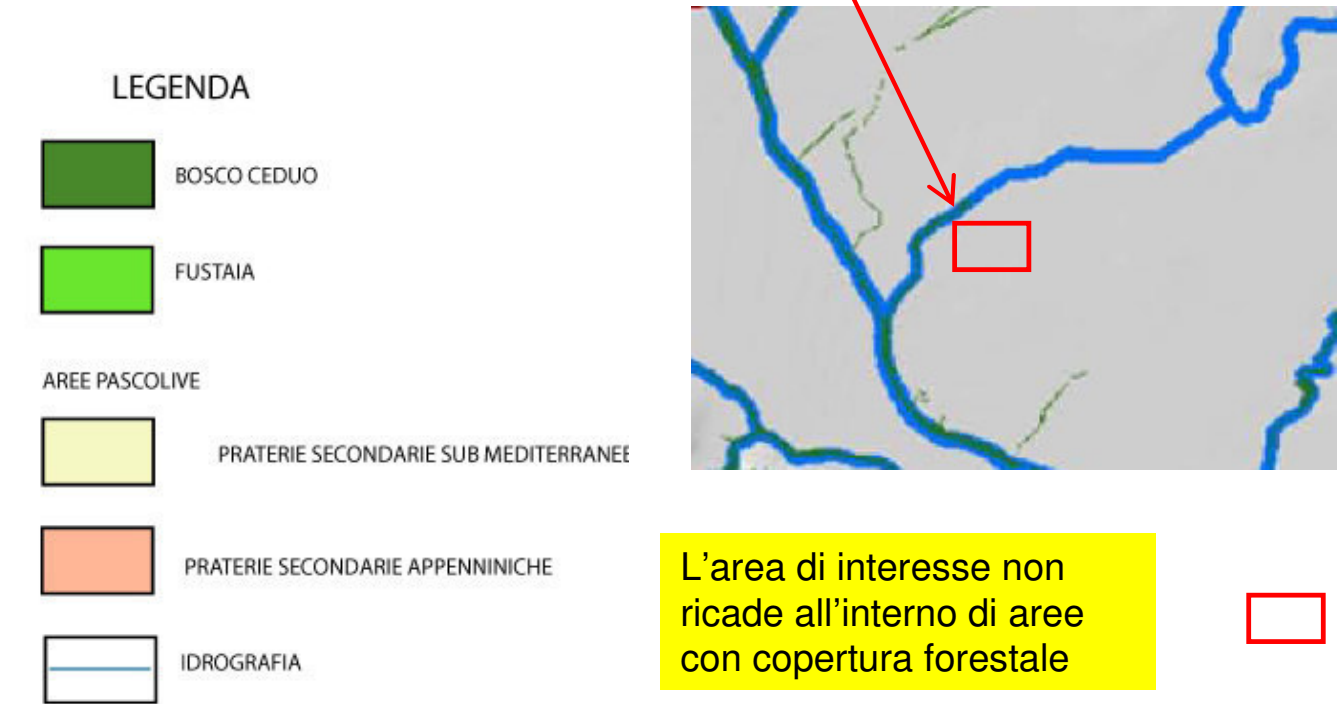 LEGENDA
BOSCO CEDUO
FUSTAIA
AREE PASCOLIVE
PRATERIE SECONDARIE SUB MEDITERRANEE
PRATERIE SECONDARIE APPENNINICHE
IDROGRAFIA
L'area di interesse non
ricade all'interno di aree
con copertura forestale